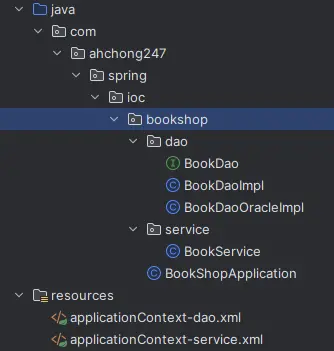 java
com
ahchong247
spring
ioc
bookshop
dao
I BookDao
C BookDaoImpl
C BookDaoOracleImpl
service
C BookService
C BookShopApplication
resources
applicationContext-dao.xml
applicationContext-service.xml